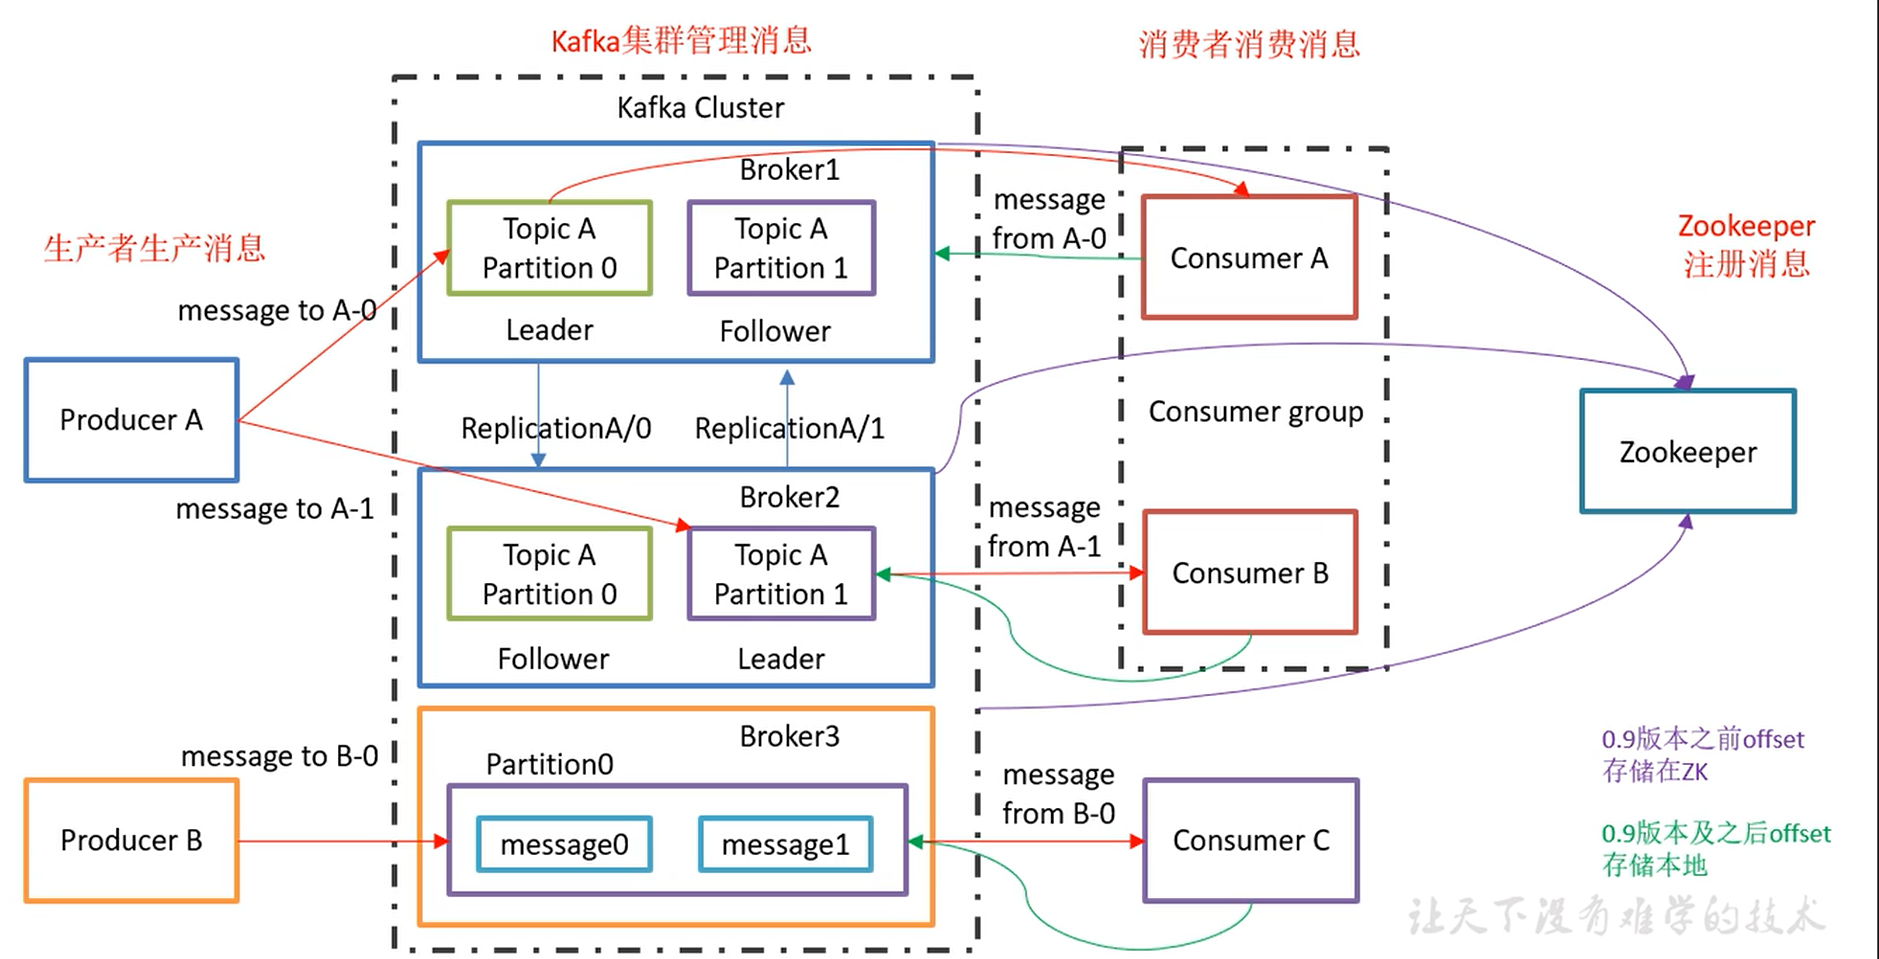 Kafka集群管理消息
消费者消费消息
Kafka Cluster
Broker1
Topic A
Partition 0
Topic A
Partition 1
Leader
Follower
message
from A-0
Consumer A
Zookeeper
注册消息
生产者生产消息
message to A-0
Producer A
message to A-1
ReplicationA/0
ReplicationA/1
Consumer group
Zookeeper
Broker2
Topic A
Partition 0
Topic A
Partition 1
Follower
Leader
message
from A-1
Consumer B
message to B-0
Producer B
Broker3
Partition0
message0
message1
message
from B-0
Consumer C
0.9版本之前offset
存储在ZK
0.9版本及之后offset
存储本地
让天下没有难学的技术